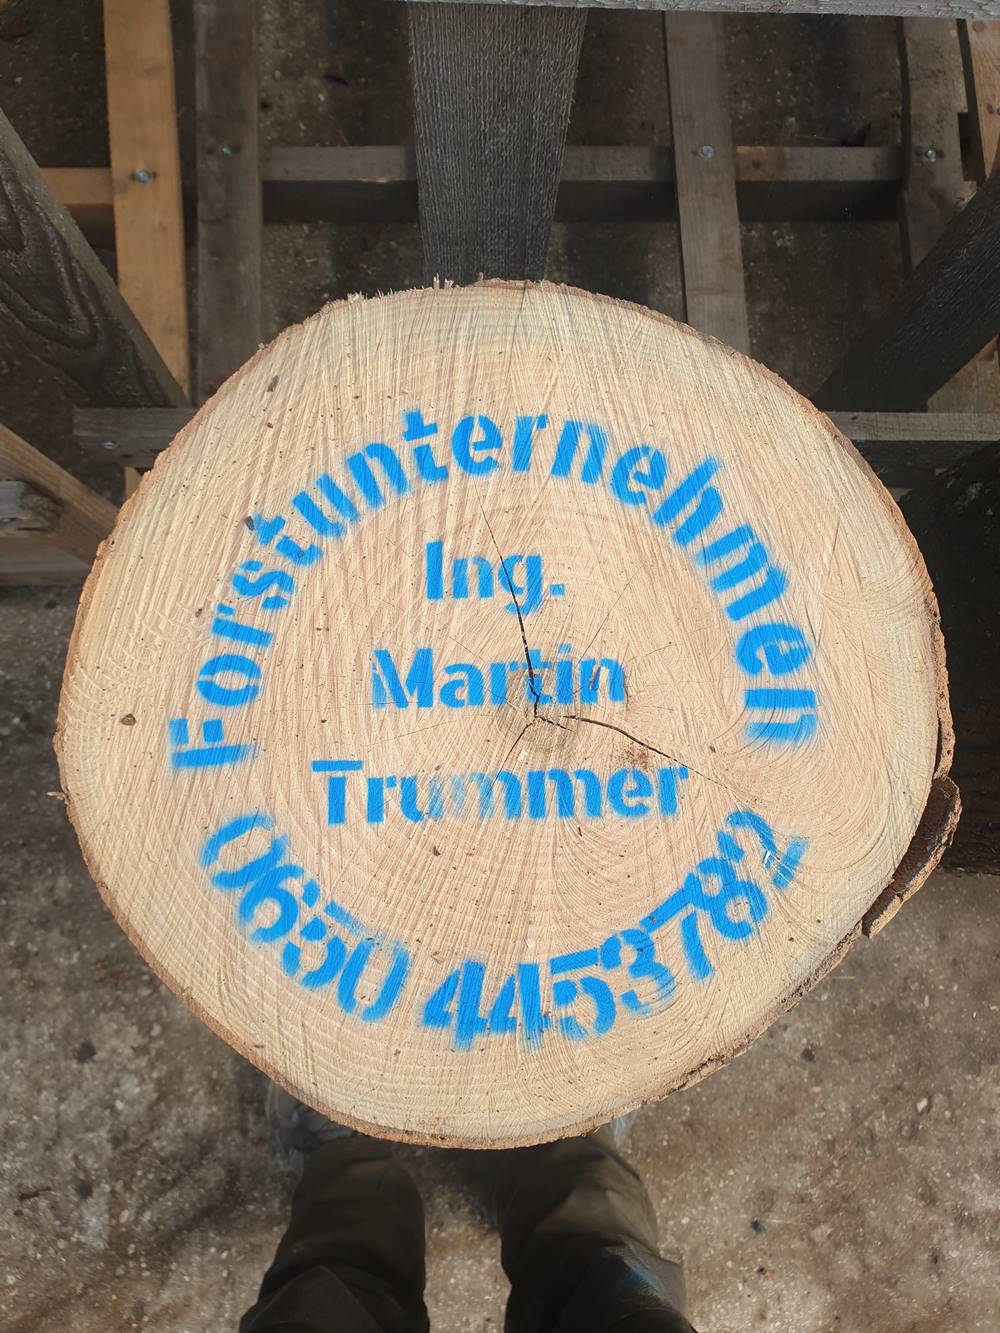 Forstunternehmen
Ing.
Martin
Trummer
0650 4453782